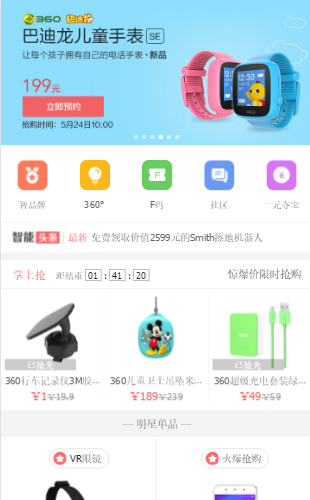 360 巴迪龙
巴迪龙儿童手表 SE
让每个孩子拥有自己的电话手表·新品
199元
立即预约
抢购时间：5月24日10:00
智品牌 360° F码 社区 一元夺宝
智能 头条 最新 免费领取价值2599元的Smith擦地机器人
掌上抢 距结束 01 : 41 : 20 惊爆价限时抢购
已抢光 已抢光
360行车记录仪3M胶... 360儿童卫士吊坠米... 360超级充电套装绿...
¥1 ¥19.9 ¥189 ¥239 ¥49 ¥59
— 明星单品 —
VR眼镜 火爆抢购